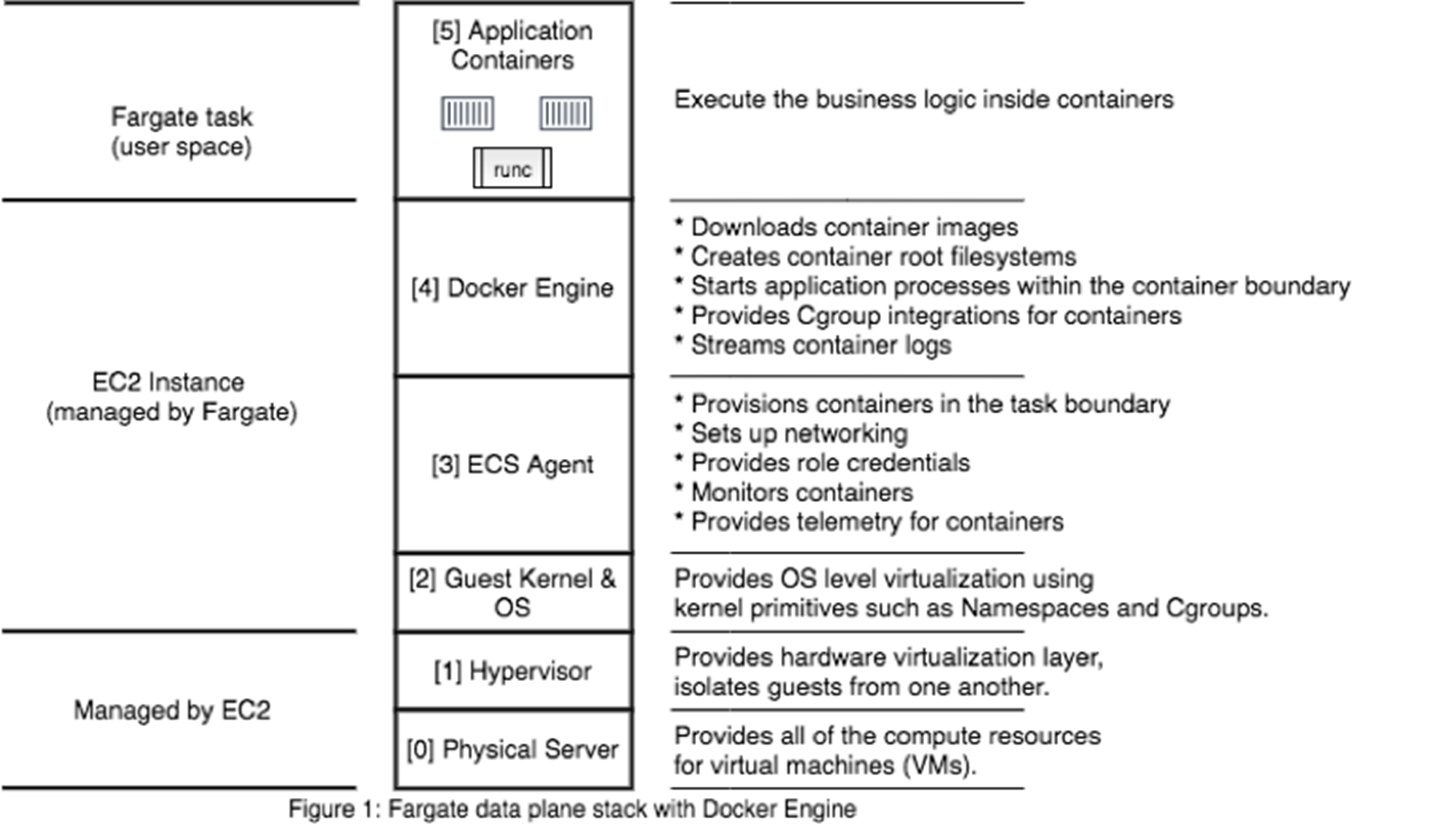 [5] Application
Containers
runc
Fargate task
(user space)
Execute the business logic inside containers
[4] Docker Engine
* Downloads container images
* Creates container root filesystems
* Starts application processes within the container boundary
* Provides Cgroup integrations for containers
* Streams container logs
EC2 Instance
(managed by Fargate)
[3] ECS Agent
* Provisions containers in the task boundary
* Sets up networking
* Provides role credentials
* Monitors containers
* Provides telemetry for containers
[2] Guest Kernel &
OS
Provides OS level virtualization using
kernel primitives such as Namespaces and Cgroups.
Managed by EC2
[1] Hypervisor
Provides hardware virtualization layer,
isolates guests from one another.
[0] Physical Server
Provides all of the compute resources
for virtual machines (VMs).
Figure 1: Fargate data plane stack with Docker Engine